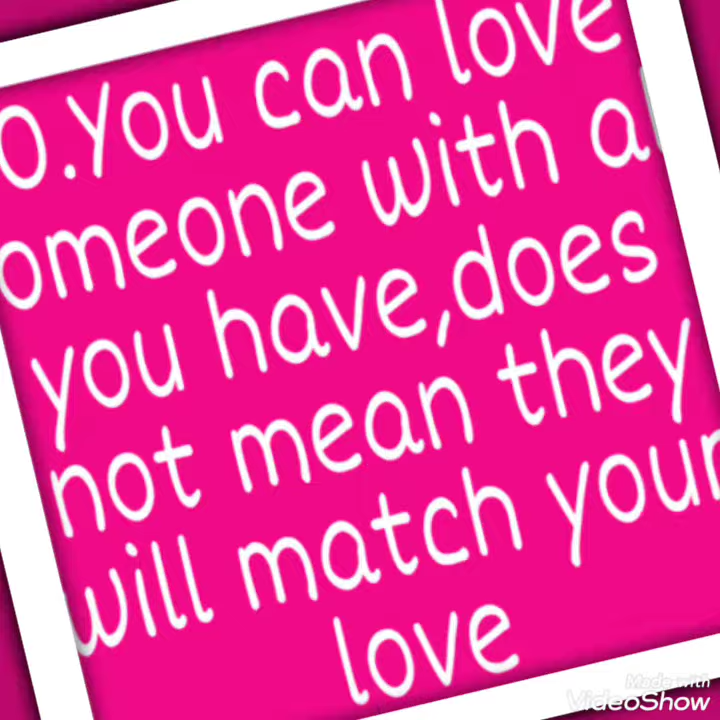 0.You can love
omeone with a
you have,does
not mean they
will match your
love
Made with
VideoShow